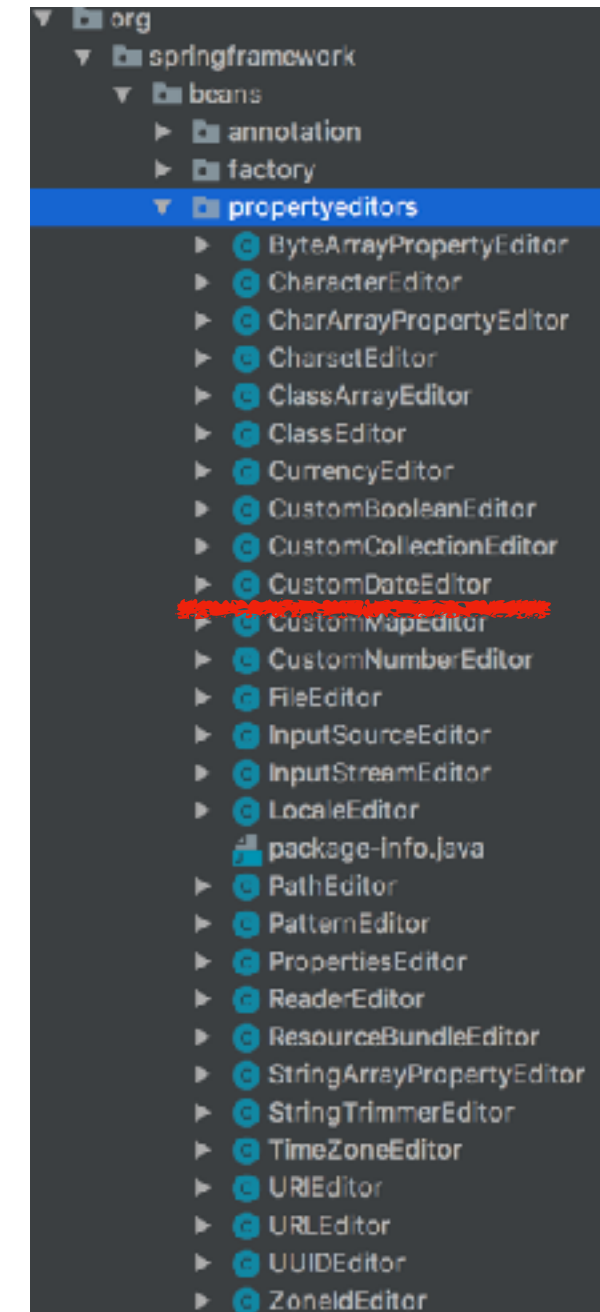 org
springframework
beans
annotation
factory
propertyeditors
ByteArrayPropertyEditor
CharacterEditor
CharArrayPropertyEditor
CharsetEditor
ClassArrayEditor
ClassEditor
CurrencyEditor
CustomBooleanEditor
CustomCollectionEditor
CustomDateEditor
CustomMapEditor
CustomNumberEditor
FileEditor
InputSourceEditor
InputStreamEditor
LocaleEditor
package-info.java
PathEditor
PatternEditor
PropertiesEditor
ReaderEditor
ResourceBundleEditor
StringArrayPropertyEditor
StringTrimmerEditor
TimeZoneEditor
URIEditor
URLEditor
UUIDEditor
ZoneIdEditor